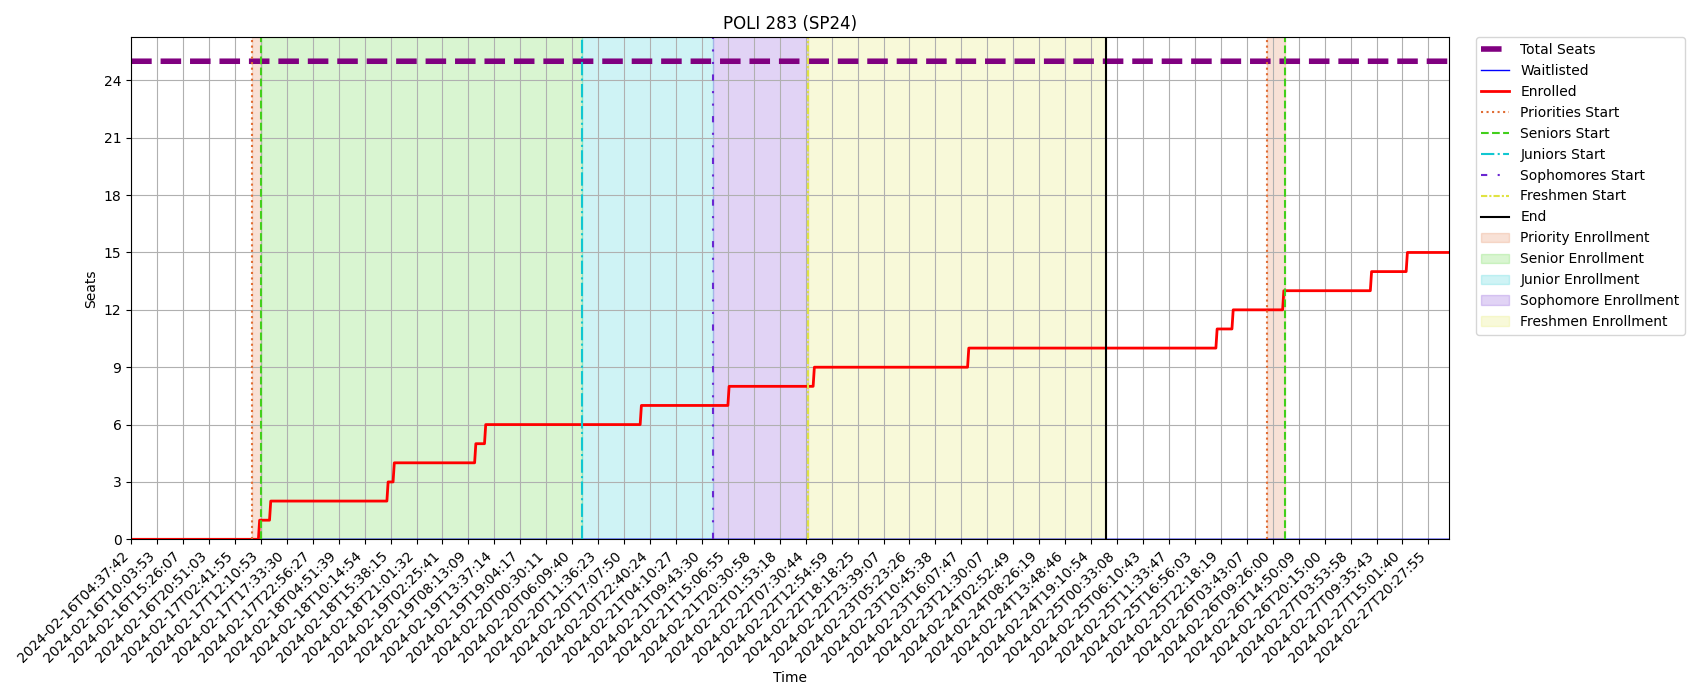 POLI 283 (SP24)
Seats
24
21
18
15
12
9
6
3
0
2024-02-16T04:37:42
2024-02-16T10:03:53
2024-02-16T15:26:07
2024-02-16T20:51:03
2024-02-17T02:41:55
2024-02-17T12:10:53
2024-02-17T17:33:30
2024-02-17T22:56:27
2024-02-18T04:51:39
2024-02-18T10:14:54
2024-02-18T15:38:15
2024-02-18T21:01:32
2024-02-19T02:25:41
2024-02-19T08:13:09
2024-02-19T13:37:14
2024-02-19T19:04:17
2024-02-20T00:30:11
2024-02-20T06:09:40
2024-02-20T11:36:23
2024-02-20T17:07:50
2024-02-20T22:40:24
2024-02-21T04:10:27
2024-02-21T09:43:30
2024-02-21T15:06:55
2024-02-21T20:30:58
2024-02-22T01:53:18
2024-02-22T07:30:44
2024-02-22T12:54:59
2024-02-22T18:18:25
2024-02-22T23:39:07
2024-02-23T05:23:26
2024-02-23T10:45:38
2024-02-23T16:07:47
2024-02-23T21:30:07
2024-02-24T02:52:49
2024-02-24T08:26:19
2024-02-24T13:48:46
2024-02-24T19:10:54
2024-02-25T00:33:08
2024-02-25T06:10:43
2024-02-25T11:33:47
2024-02-25T16:56:03
2024-02-25T22:18:19
2024-02-26T03:43:07
2024-02-26T09:26:00
2024-02-26T14:50:09
2024-02-26T20:15:00
2024-02-27T03:53:58
2024-02-27T09:35:43
2024-02-27T15:01:40
2024-02-27T20:27:55
Time
Total Seats
Waitlisted
Enrolled
Priorities Start
Seniors Start
Juniors Start
Sophomores Start
Freshmen Start
End
Priority Enrollment
Senior Enrollment
Junior Enrollment
Sophomore Enrollment
Freshmen Enrollment